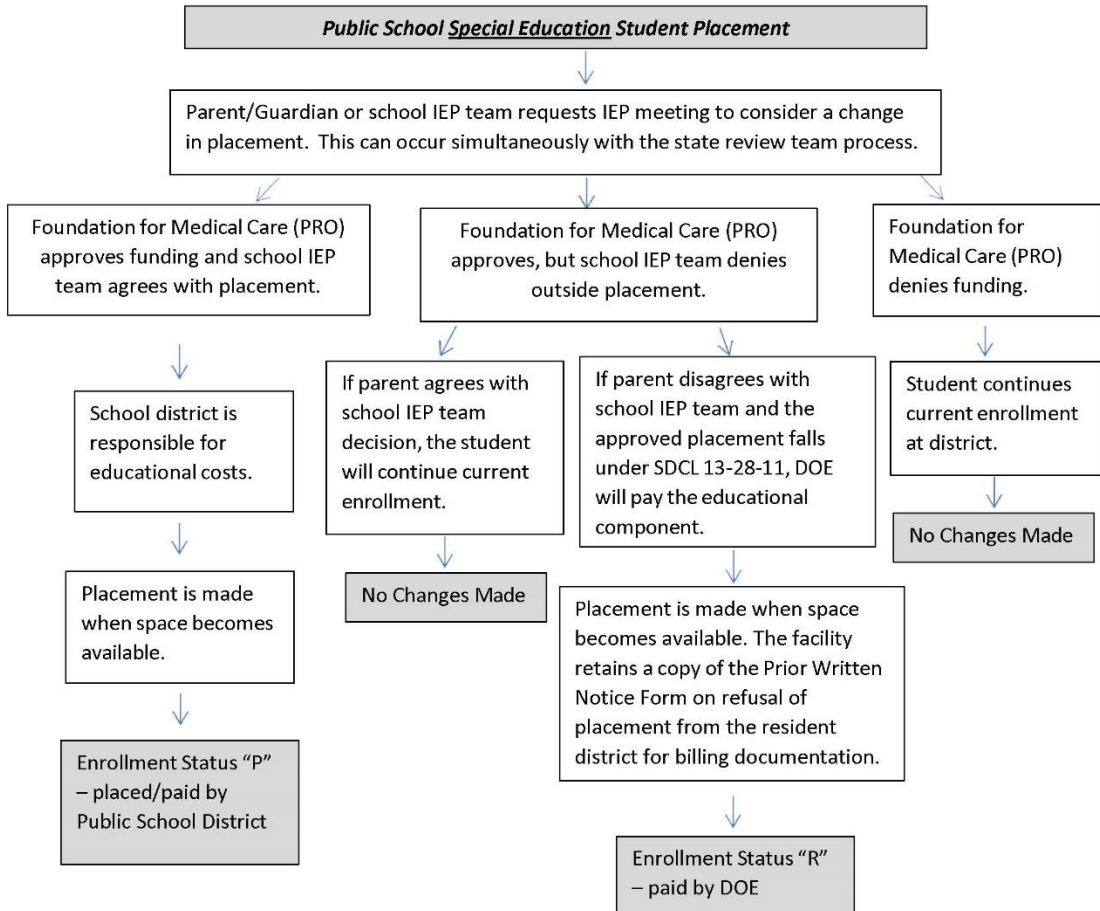 Public School Special Education Student Placement
Parent/Guardian or school IEP team requests IEP meeting to consider a change
in placement.  This can occur simultaneously with the state review team process.
Foundation for Medical Care (PRO)
approves funding and school IEP
team agrees with placement.
Foundation for Medical Care (PRO)
approves, but school IEP team denies
outside placement.
Foundation for
Medical Care (PRO)
denies funding.
School district is
responsible for
educational costs.
If parent agrees with
school IEP team
decision, the student
will continue current
enrollment.
If parent disagrees with
school IEP team and the
approved placement falls
under SDCL 13-28-11, DOE
will pay the educational
component.
Student continues
current enrollment
at district.
No Changes Made
Placement is made
when space becomes
available.
No Changes Made
Placement is made when space
becomes available. The facility
retains a copy of the Prior Written
Notice Form on refusal of
placement from the resident
district for billing documentation.
Enrollment Status “P”
– placed/paid by
Public School District
Enrollment Status “R”
– paid by DOE